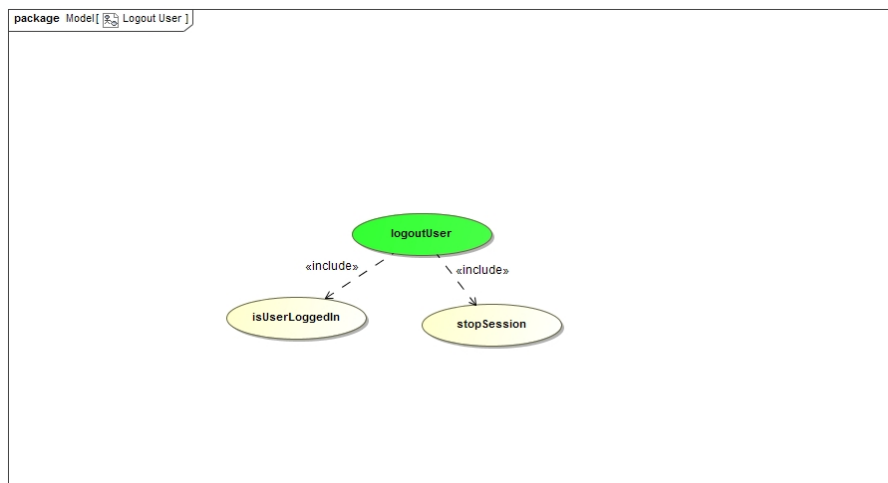 package Model[ Logout User ]
logoutUser
«include»
«include»
isUserLoggedIn
stopSession